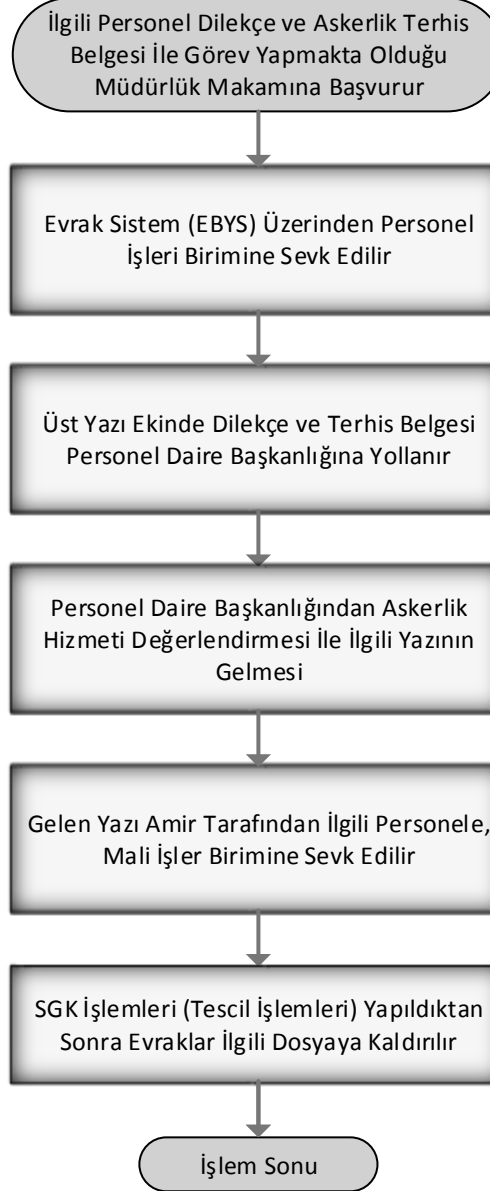 İlgili Personel Dilekçe ve Askerlik Terhis
Belgesi İle Görev Yapmakta Olduğu
Müdürlük Makamına Başvurur
Evrak Sistem (EBYS) Üzerinden Personel
İşleri Birimine Sevk Edilir
Üst Yazı Ekinde Dilekçe ve Terhis Belgesi
Personel Daire Başkanlığına Yollanır
Personel Daire Başkanlığından Askerlik
Hizmeti Değerlendirmesi İle İlgili Yazının
Gelmesi
Gelen Yazı Amir Tarafından İlgili Personele,
Mali İşler Birimine Sevk Edilir
SGK İşlemleri (Tescil İşlemleri) Yapıldıktan
Sonra Evraklar İlgili Dosyaya Kaldırılır
İşlem Sonu